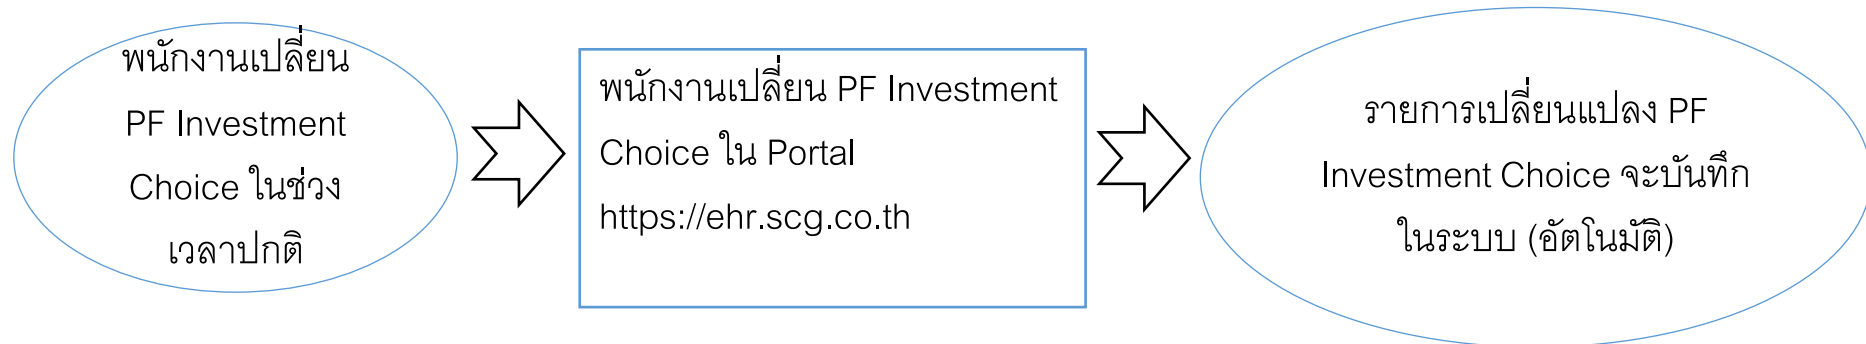 พนักงานเปลี่ยน
PF Investment
Choice ในช่วง
เวลาปกติ
พนักงานเปลี่ยน PF Investment
Choice ใน Portal
https://ehr.scg.co.th
รายการเปลี่ยนแปลง PF
Investment Choice จะบันทึก
ในระบบ (อัตโนมัติ)